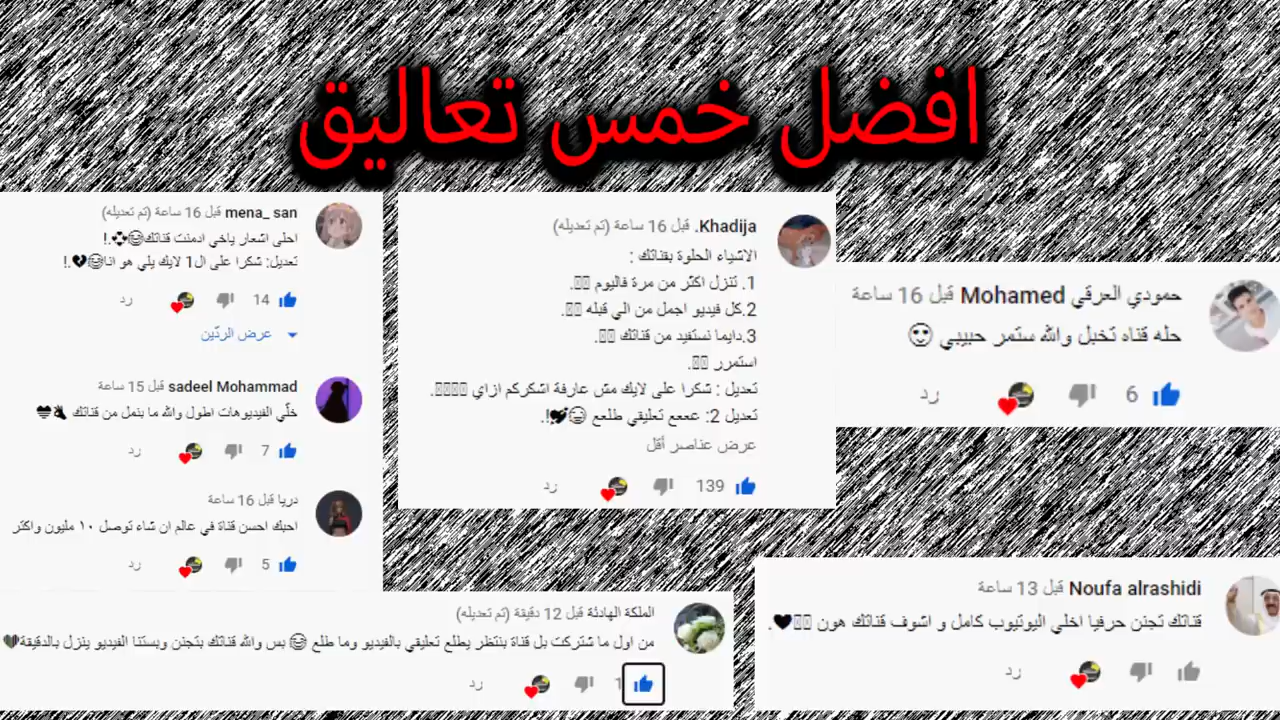 افضل خمس تعاليق
mena_ san قبل 16 ساعة (تم تعديله)
احلى اشعار ياخي ادمنت قناتك😂💞.!
تعديل: شكرا على ال1 لايك يلي هو انا😂💔.!
14
رد
عرض الردّين
sadeel Mohammad قبل 15 ساعة
خلّي الفيديوهات اطول والله ما بنمل من قناتك
7
رد
دريا قبل 16 ساعة
احبك احسن قناة في عالم ان شاء توصل ١٠ مليون واكثر
5
رد
Khadija. قبل 16 ساعة (تم تعديله)
الاشياء الحلوة بقناتك :
1. تنزل اكثر من مرة فاليوم .
2.كل فيديو اجمل من الي قبله .
3.دايما نستفيد من قناتك .
استمرر .
تعديل : شكرا على لايك مش عارفة اشكركم ازاي .
تعديل 2: عععع تعليقي طلعع !.
عرض عناصر أقل
139
رد
حمودي العرقي Mohamed قبل 16 ساعة
حله قناه تخبل والله ستمر حبيبي
6
رد
الملكة الهادئة قبل 12 دقيقة (تم تعديله)
من اول ما شتركت بل قناة بنتظر يطلع تعليقي بالفيديو وما طلع 😂 بس والله قناتك بتجنن وبستنا الفيديو ينزل بالدقيقة
1
رد
Noufa alrashidi قبل 13 ساعة
قناتك تجنن حرفيا اخلي اليوتيوب كامل و اشوف قناتك هون 🖤.
رد